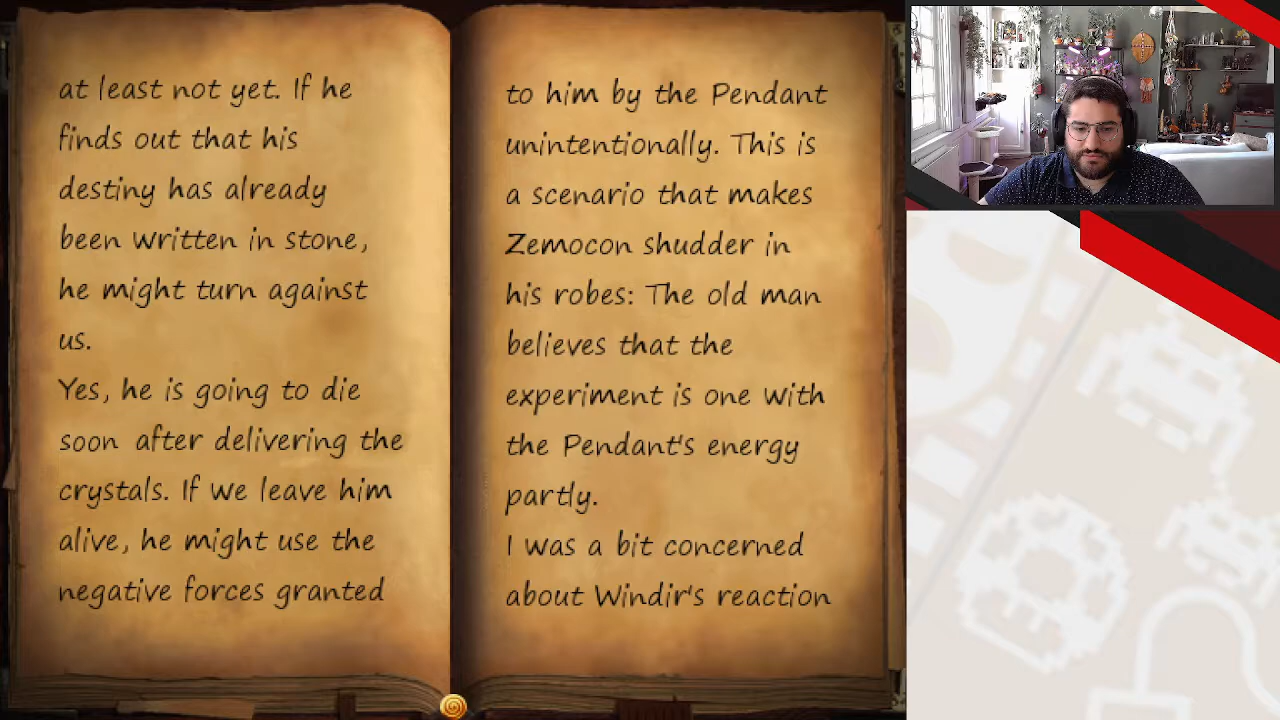 at least not yet. If he
finds out that his
destiny has already
been written in stone,
he might turn against
us.
Yes, he is going to die
soon after delivering the
crystals. If we leave him
alive, he might use the
negative forces granted
to him by the Pendant
unintentionally. This is
a scenario that makes
Zemocon shudder in
his robes: The old man
believes that the
experiment is one with
the Pendant's energy
partly.
I was a bit concerned
about Windir's reaction